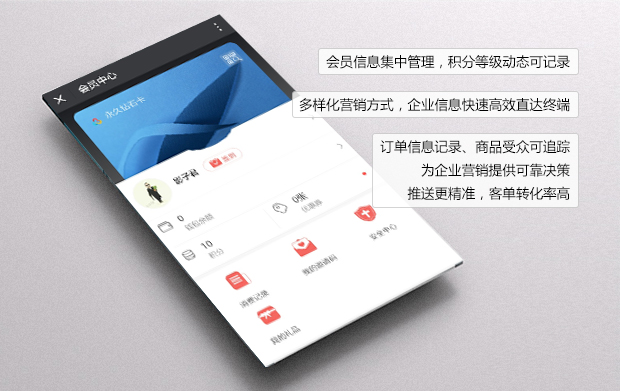 会员中心
永久钻石卡
影子君
签到
0
钱包余额
0张
优惠券
10
积分
消费记录
我的邀请码
安全中心
我的礼品
会员信息集中管理，积分等级动态可记录
多样化营销方式，企业信息快速高效直达终端
订单信息记录、商品受众可追踪
为企业营销提供可靠决策
推送更精准，客单转化率高